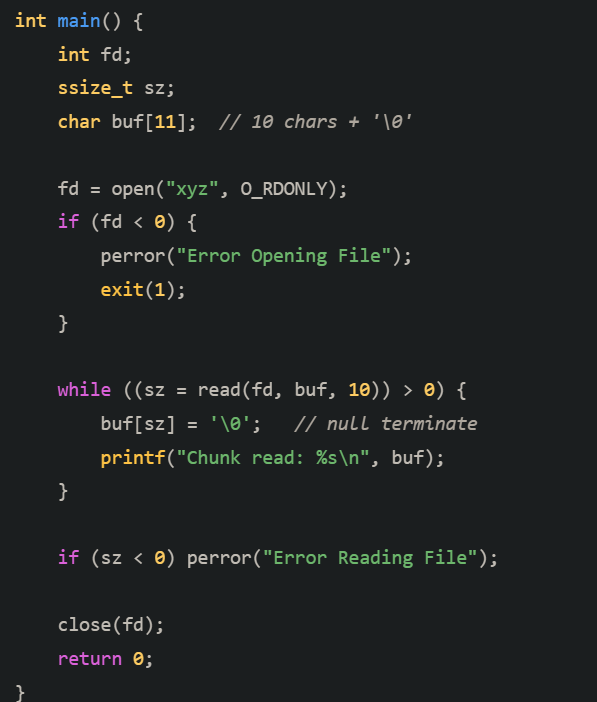 int main() {
    int fd;
    ssize_t sz;
    char buf[11];  // 10 chars + '\0'

    fd = open("xyz", O_RDONLY);
    if (fd < 0) {
        perror("Error Opening File");
        exit(1);
    }

    while ((sz = read(fd, buf, 10)) > 0) {
        buf[sz] = '\0';   // null terminate
        printf("Chunk read: %s\n", buf);
    }

    if (sz < 0) perror("Error Reading File");

    close(fd);
    return 0;
}